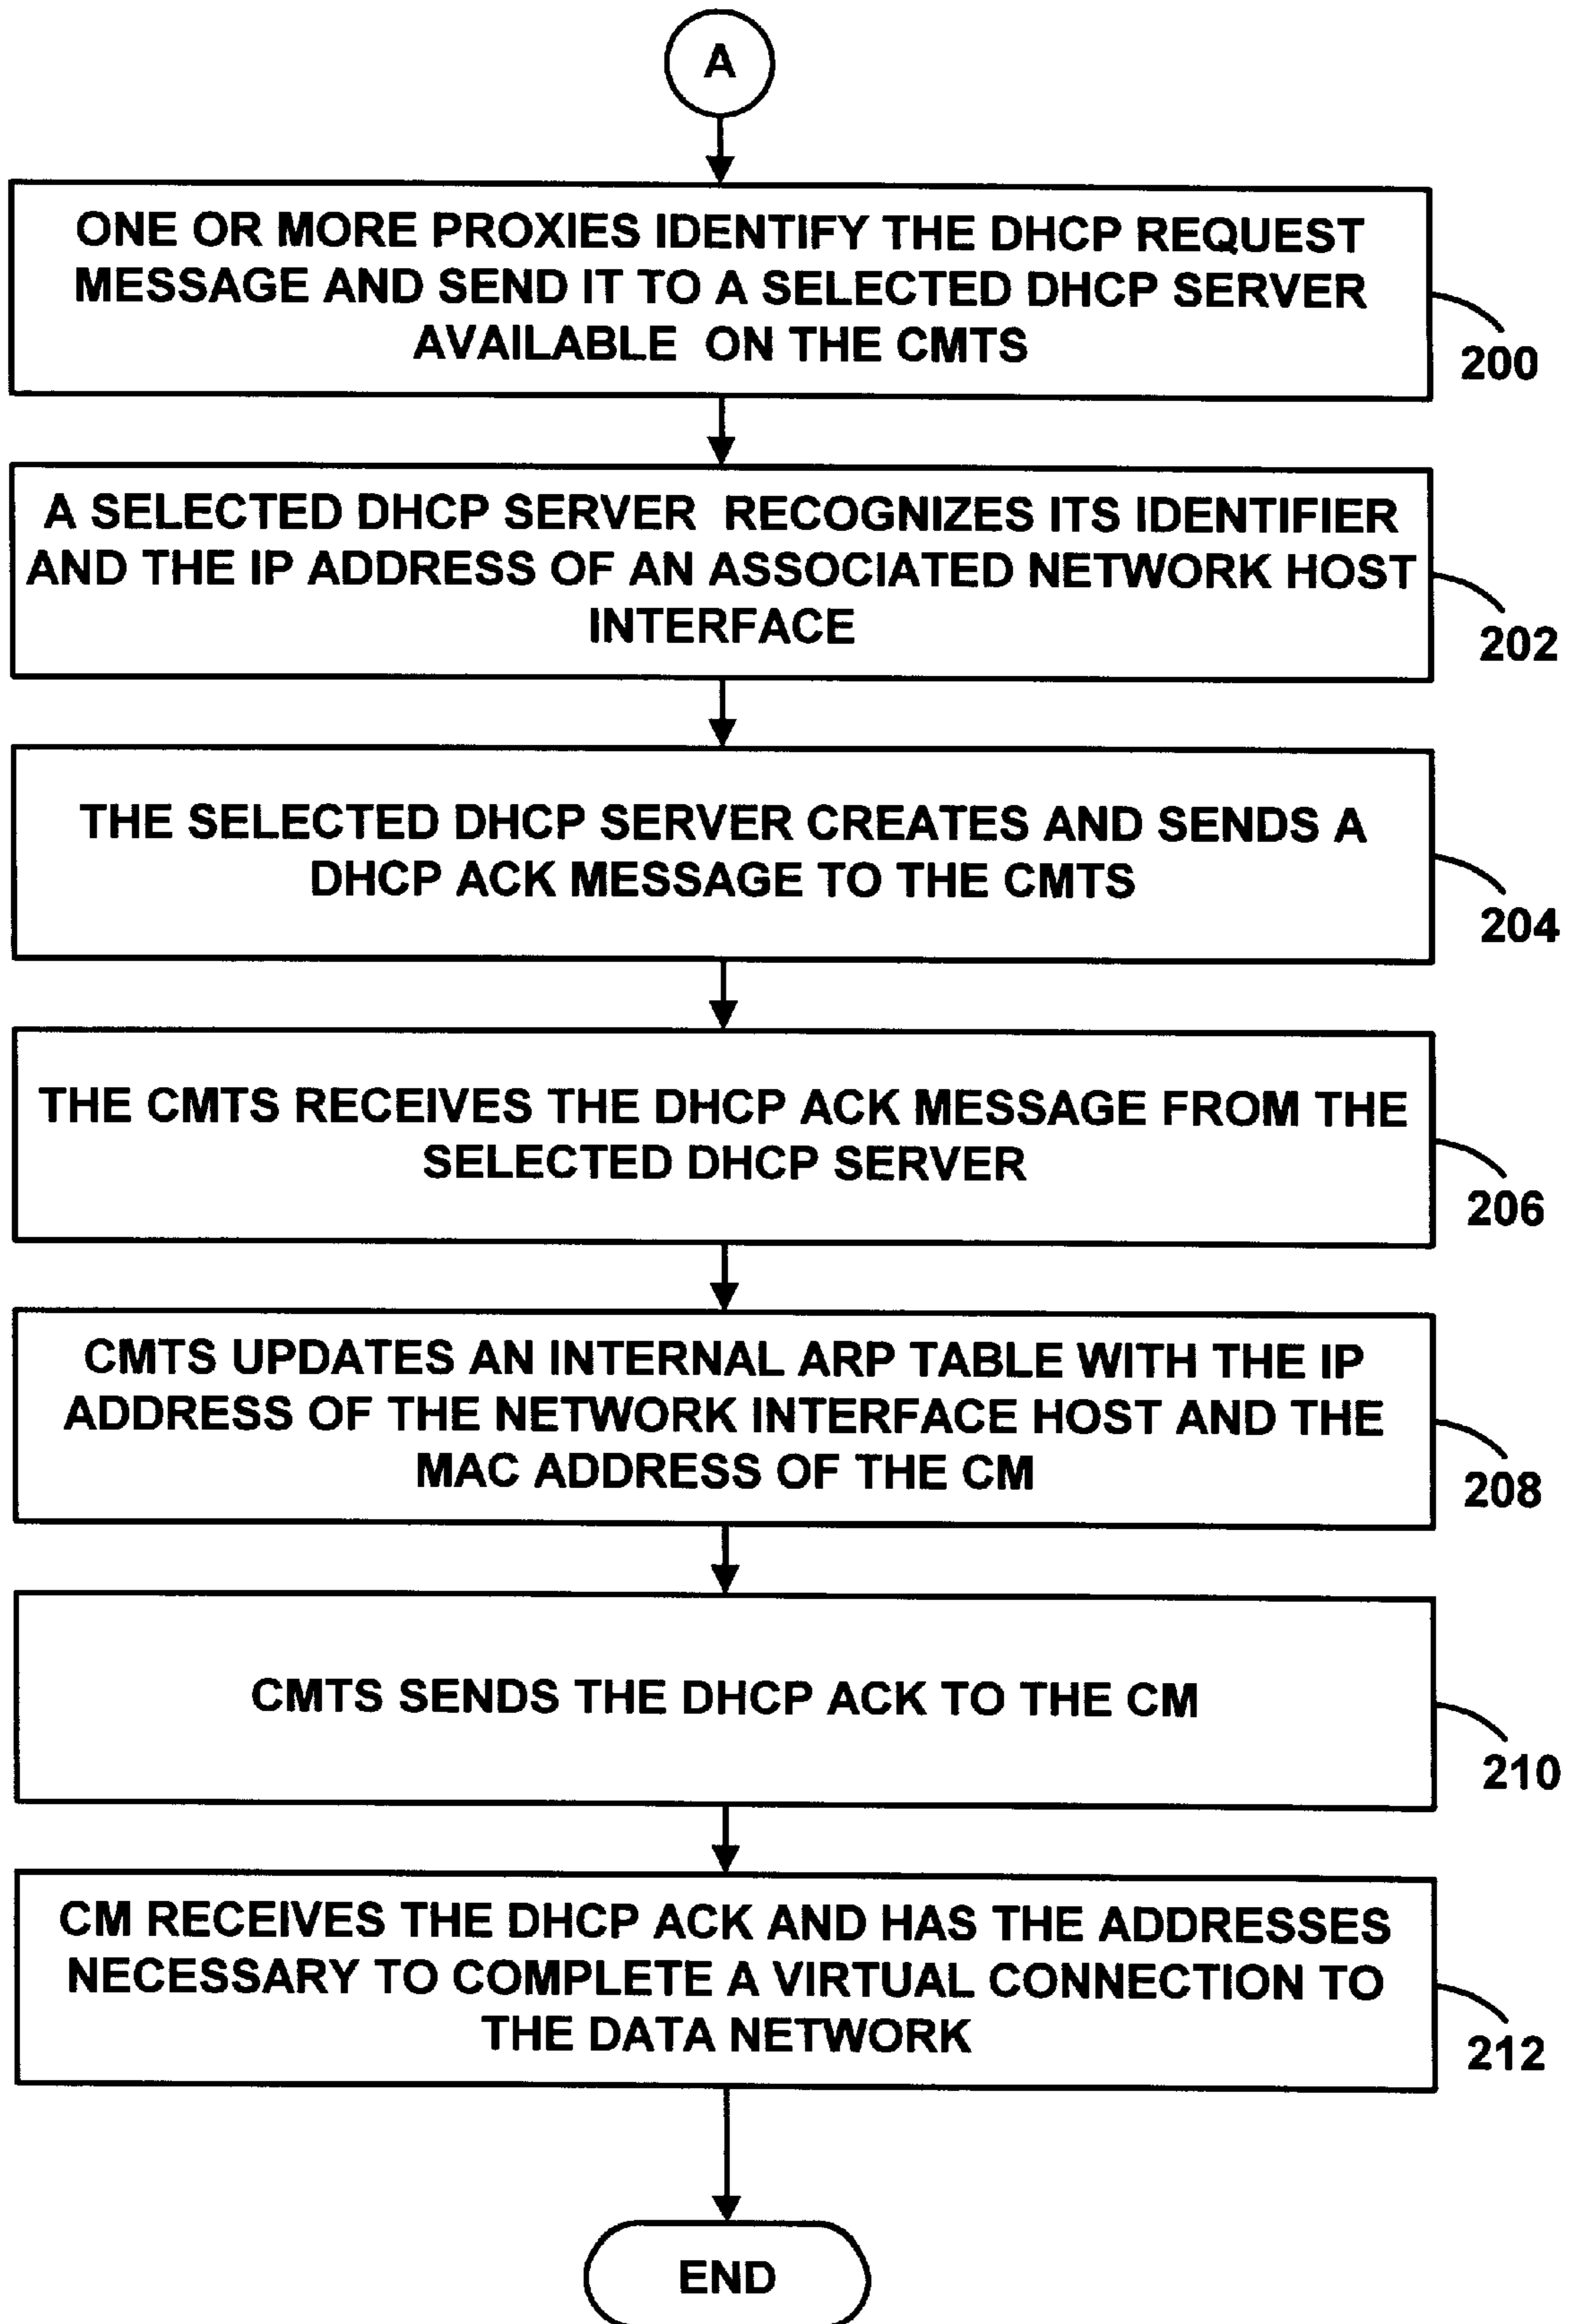 A
ONE OR MORE PROXIES IDENTIFY THE DHCP REQUEST
MESSAGE AND SEND IT TO A SELECTED DHCP SERVER
AVAILABLE ON THE CMTS
200
A SELECTED DHCP SERVER RECOGNIZES ITS IDENTIFIER
AND THE IP ADDRESS OF AN ASSOCIATED NETWORK HOST
INTERFACE
202
THE SELECTED DHCP SERVER CREATES AND SENDS A
DHCP ACK MESSAGE TO THE CMTS
204
THE CMTS RECEIVES THE DHCP ACK MESSAGE FROM THE
SELECTED DHCP SERVER
206
CMTS UPDATES AN INTERNAL ARP TABLE WITH THE IP
ADDRESS OF THE NETWORK INTERFACE HOST AND THE
MAC ADDRESS OF THE CM
208
CMTS SENDS THE DHCP ACK TO THE CM
210
CM RECEIVES THE DHCP ACK AND HAS THE ADDRESSES
NECESSARY TO COMPLETE A VIRTUAL CONNECTION TO
THE DATA NETWORK
212
END